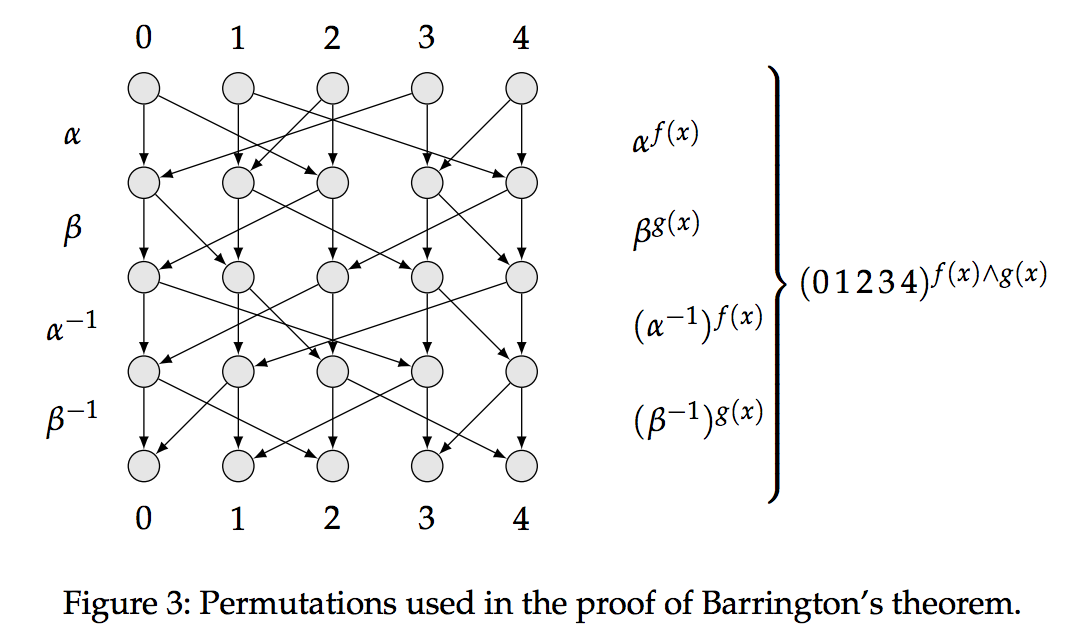 0 1 2 3 4
α α^{f(x)}
β β^{g(x)}
(0 1 2 3 4)^{f(x)∧g(x)}
α^{−1} (α^{−1})^{f(x)}
β^{−1} (β^{−1})^{g(x)}
0 1 2 3 4
Figure 3: Permutations used in the proof of Barrington’s theorem.